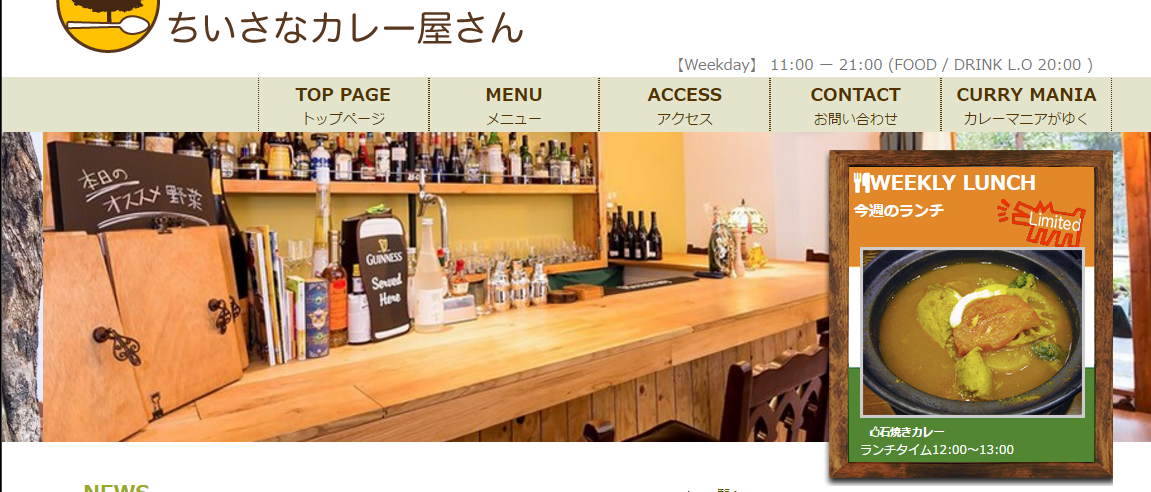 ちいさなカレー屋さん
【Weekday】 11:00 － 21:00 (FOOD / DRINK L.O 20:00 )
TOP PAGE
トップページ
MENU
メニュー
ACCESS
アクセス
CONTACT
お問い合わせ
CURRY MANIA
カレーマニアがゆく
本日の
オススメ 野菜
GUINNESS
Served
Here
WEEKLY LUNCH
今週のランチ
Limited
石焼きカレー
ランチタイム12:00～13:00
NEWS